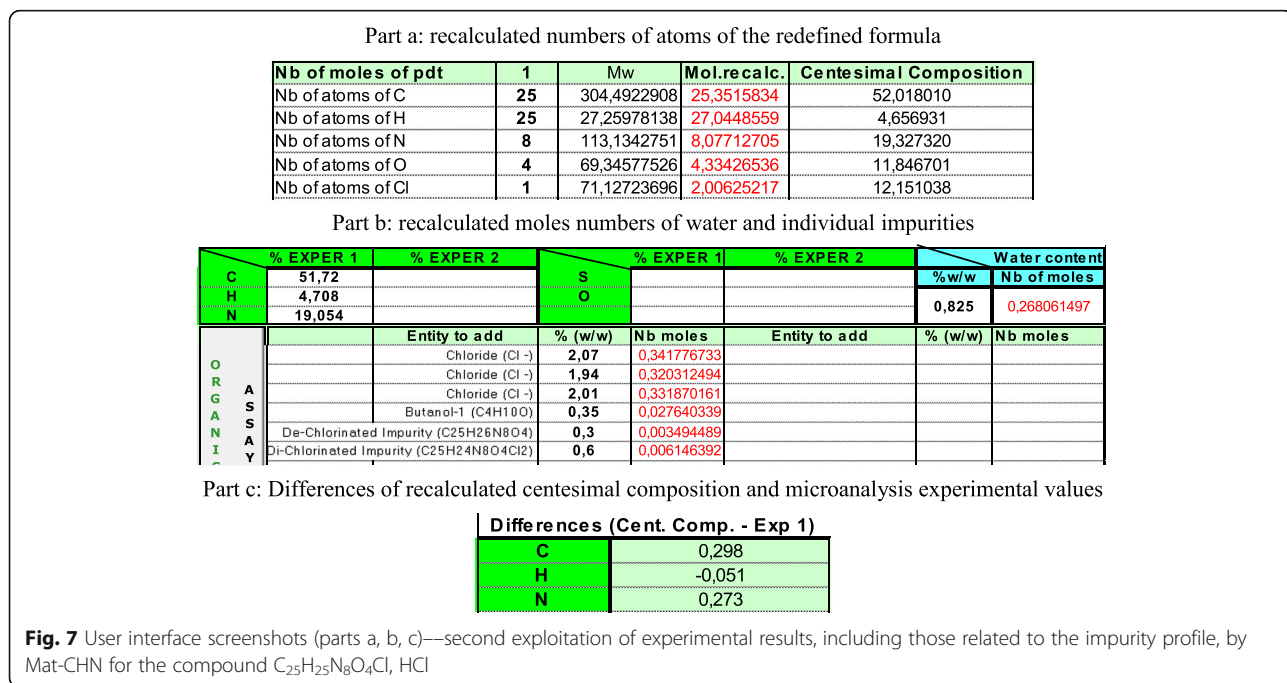 Part a: recalculated numbers of atoms of the redefined formula
Nb of moles of pdt 1 Mw Mol.recalc. Centesimal Composition
Nb of atoms of C 25 304,4922908 25,3515834 52,018010
Nb of atoms of H 25 27,25978138 27,0448559 4,656931
Nb of atoms of N 8 113,1342751 8,07712705 19,327320
Nb of atoms of O 4 69,34577526 4,33426536 11,846701
Nb of atoms of Cl 1 71,12723696 2,00625217 12,151038
Part b: recalculated moles numbers of water and individual impurities
% EXPER 1 % EXPER 2 % EXPER 1 % EXPER 2 Water content
C 51,72 S %w/w Nb of moles
H 4,708 O 0,825 0,268061497
N 19,054
Entity to add % (w/w) Nb moles Entity to add % (w/w) Nb moles
Chloride (Cl -) 2,07 0,341776733
Chloride (Cl -) 1,94 0,320312494
Chloride (Cl -) 2,01 0,331870161
Butanol-1 (C4H10O) 0,35 0,027640339
De-Chlorinated Impurity (C25H26N8O4) 0,3 0,003494489
Di-Chlorinated Impurity (C25H24N8O4Cl2) 0,6 0,006146392
ORGANIC
ASSAY
Part c: Differences of recalculated centesimal composition and microanalysis experimental values
Differences (Cent. Comp. - Exp 1)
C 0,298
H -0,051
N 0,273
Fig. 7 User interface screenshots (parts a, b, c)––second exploitation of experimental results, including those related to the impurity profile, by
Mat-CHN for the compound C₂₅H₂₅N₈O₄Cl, HCl